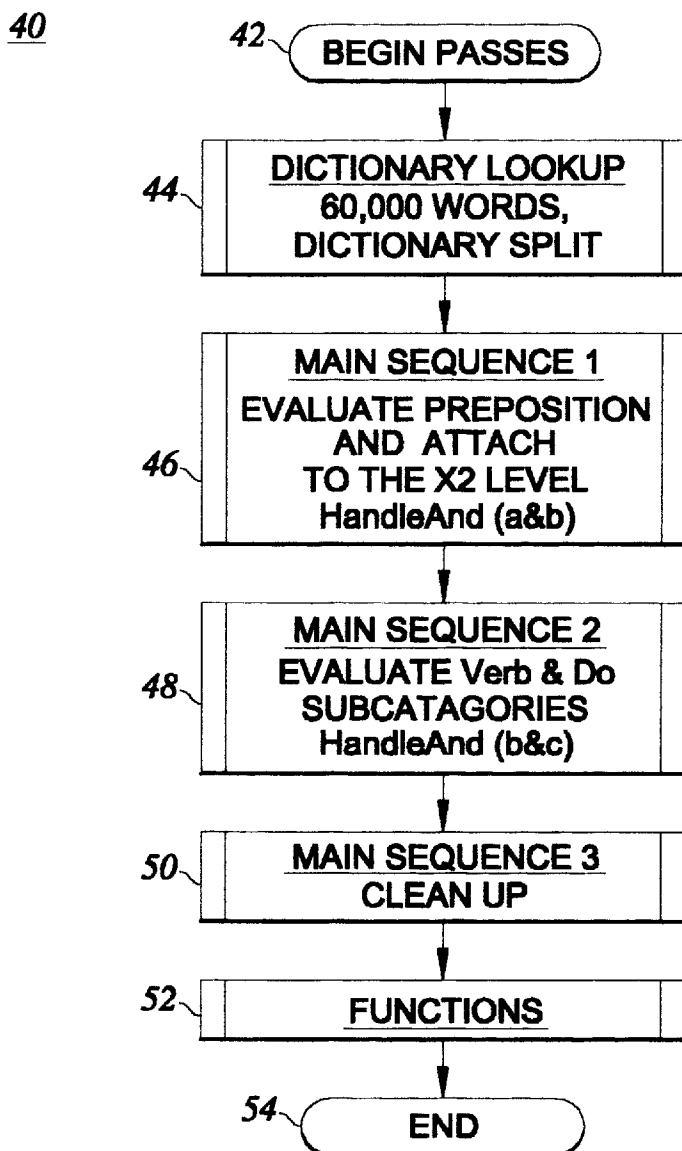 40
42
BEGIN PASSES
44
DICTIONARY LOOKUP
60,000 WORDS,
DICTIONARY SPLIT
46
MAIN SEQUENCE 1
EVALUATE PREPOSITION
AND ATTACH
TO THE X2 LEVEL
HandleAnd (a&b)
48
MAIN SEQUENCE 2
EVALUATE Verb & Do
SUBCATAGORIES
HandleAnd (b&c)
50
MAIN SEQUENCE 3
CLEAN UP
52
FUNCTIONS
54
END